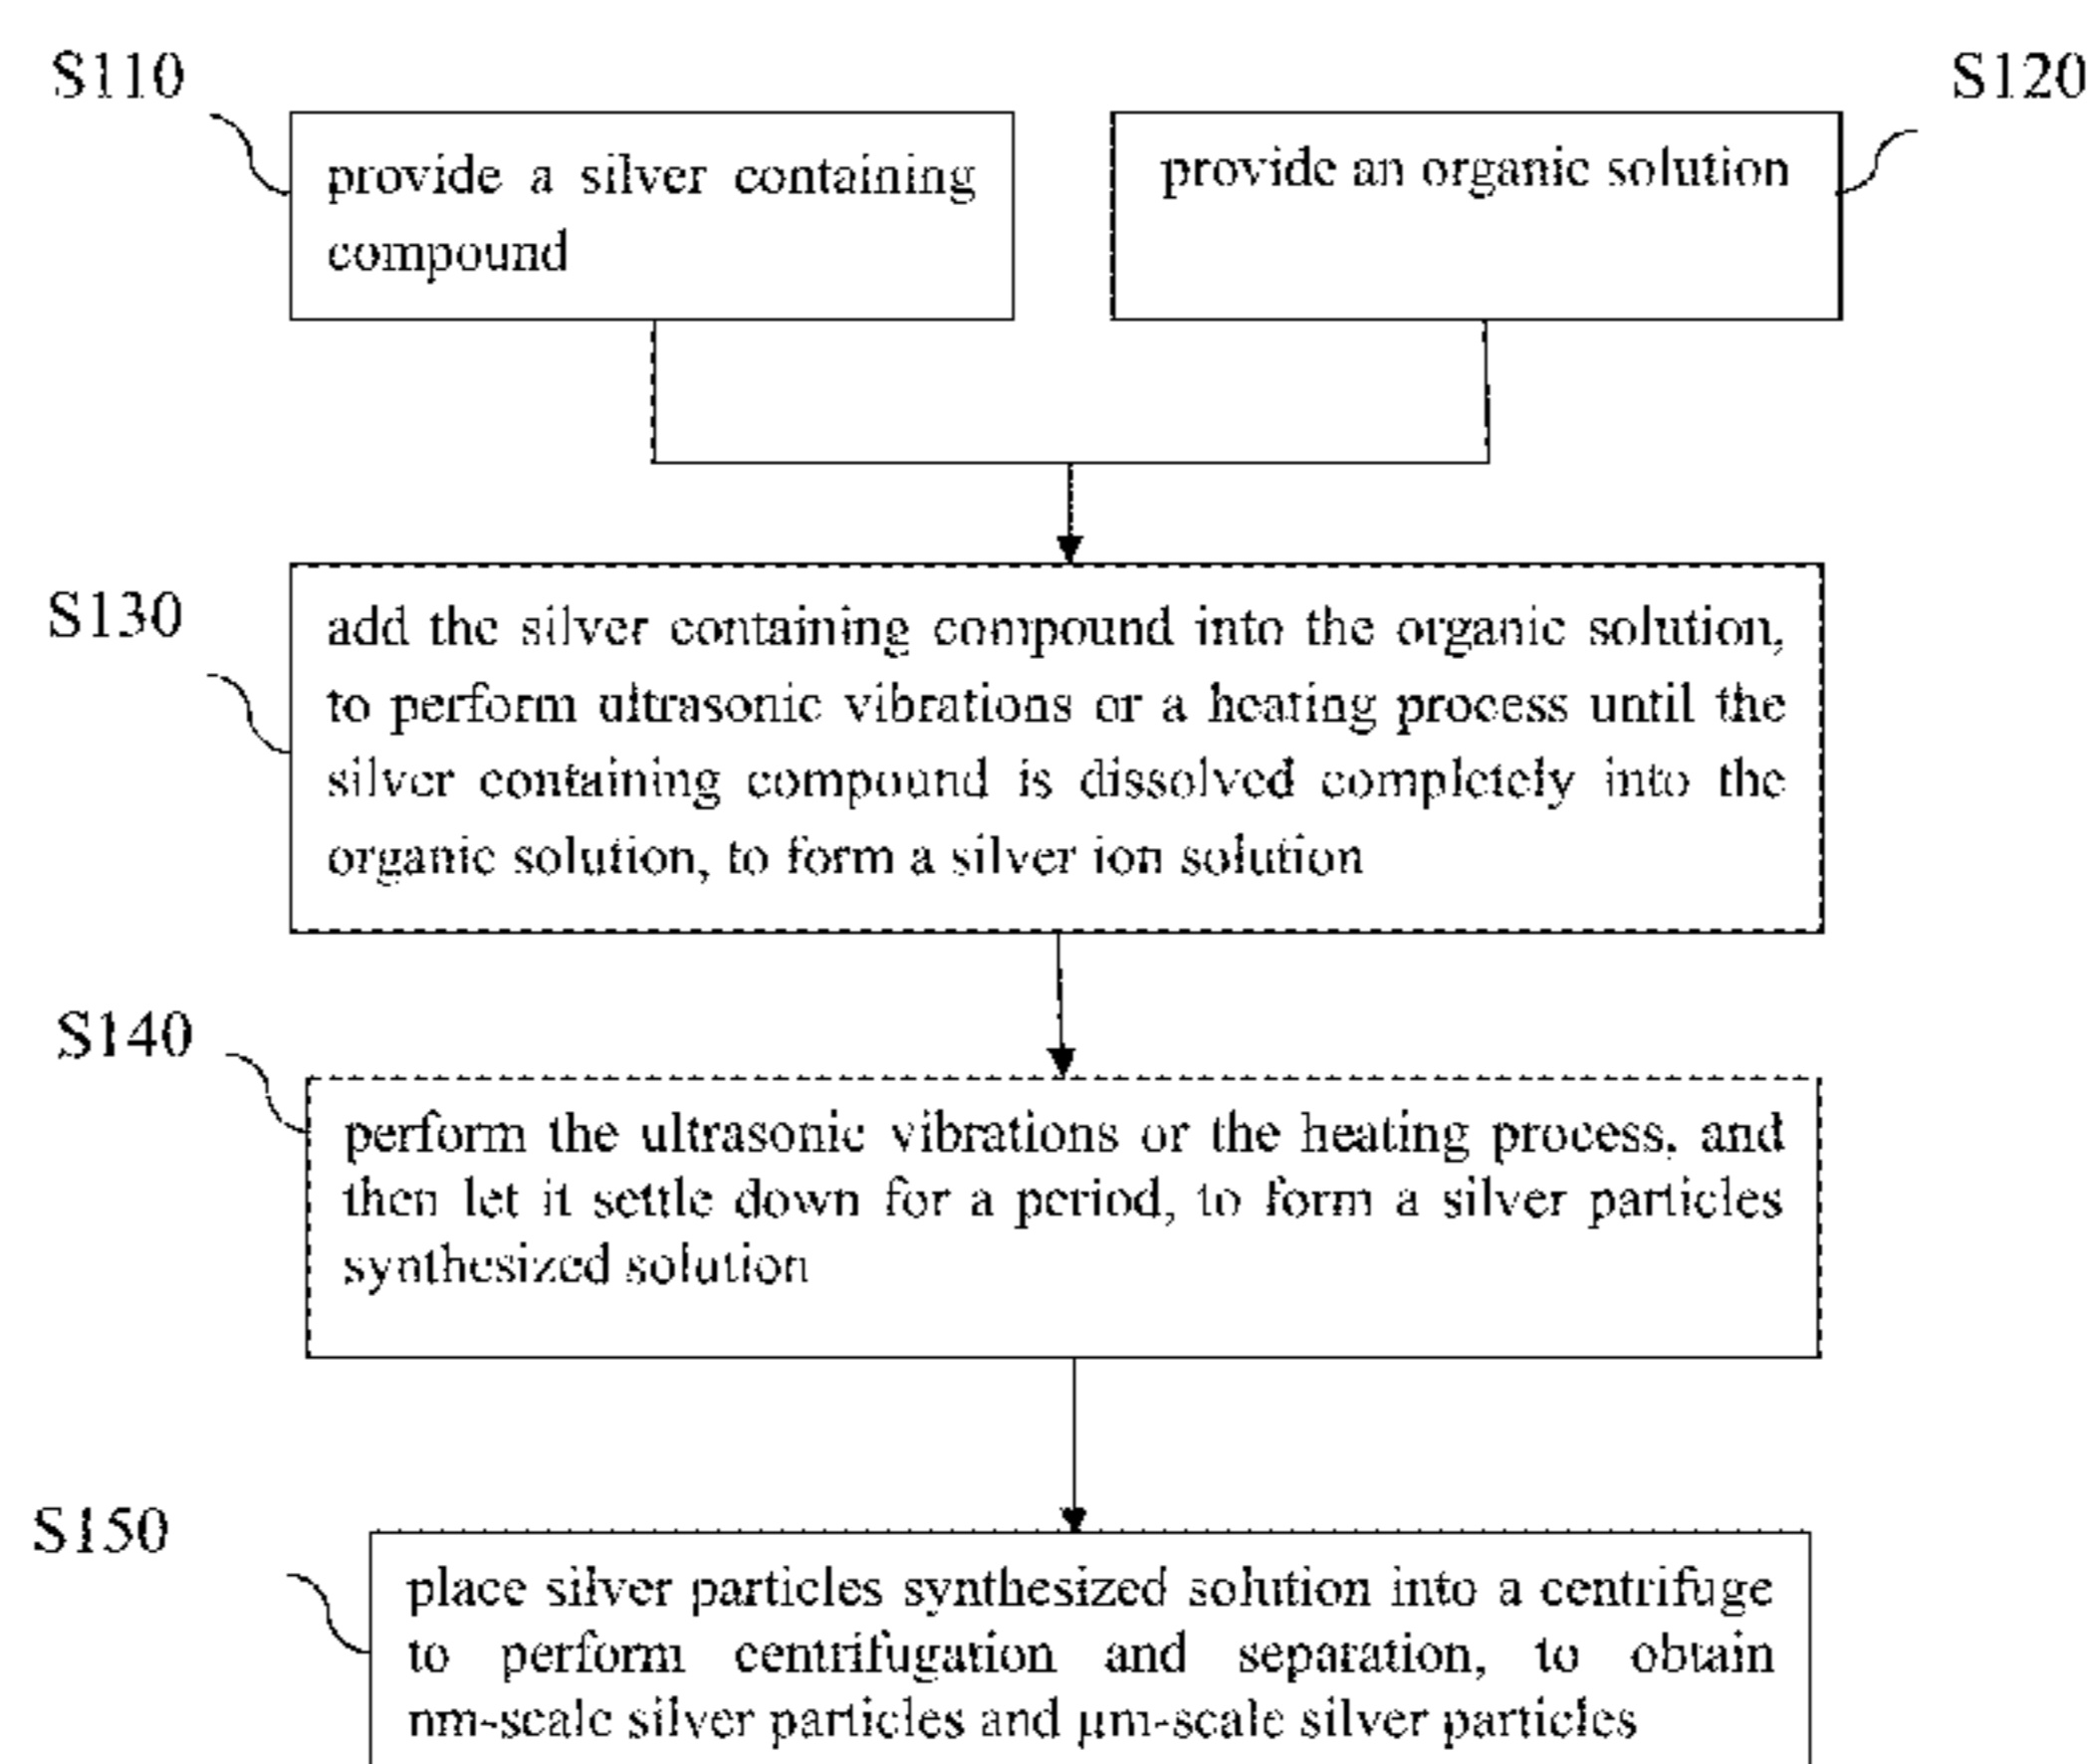 S110
S120
provide a silver containing
compound
provide an organic solution
S130
add the silver containing compound into the organic solution,
to perform ultrasonic vibrations or a heating process until the
silver containing compound is dissolved completely into the
organic solution, to form a silver ion solution
S140
perform the ultrasonic vibrations or the heating process, and
then let it settle down for a period, to form a silver particles
synthesized solution
S150
place silver particles synthesized solution into a centrifuge
to perform centrifugation and separation, to obtain
nm-scale silver particles and μm-scale silver particles